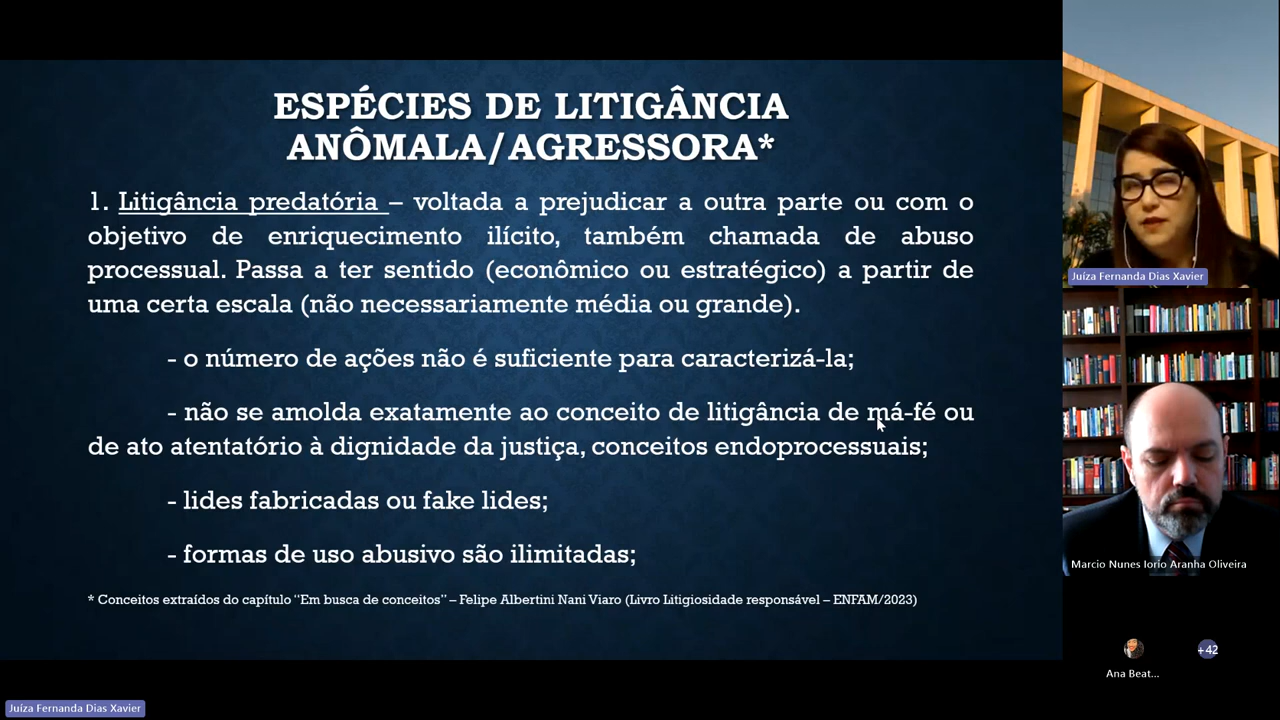 ESPÉCIES DE LITIGÂNCIA
ANÔMALA/AGRESSORA*
1. Litigância predatória – voltada a prejudicar a outra parte ou com o
objetivo de enriquecimento ilícito, também chamada de abuso
processual. Passa a ter sentido (econômico ou estratégico) a partir de
uma certa escala (não necessariamente média ou grande).
- o número de ações não é suficiente para caracterizá-la;
- não se amolda exatamente ao conceito de litigância de má-fé ou
de ato atentatório à dignidade da justiça, conceitos endoprocessuais;
- lides fabricadas ou fake lides;
- formas de uso abusivo são ilimitadas;
* Conceitos extraídos do capítulo "Em busca de conceitos" – Felipe Albertini Nani Viaro (Livro Litigiosidade responsável – ENFAM/2023)
Juíza Fernanda Dias Xavier
Marcio Nunes Iorio Aranha Oliveira
Ana Beat...
+42
Juíza Fernanda Dias Xavier